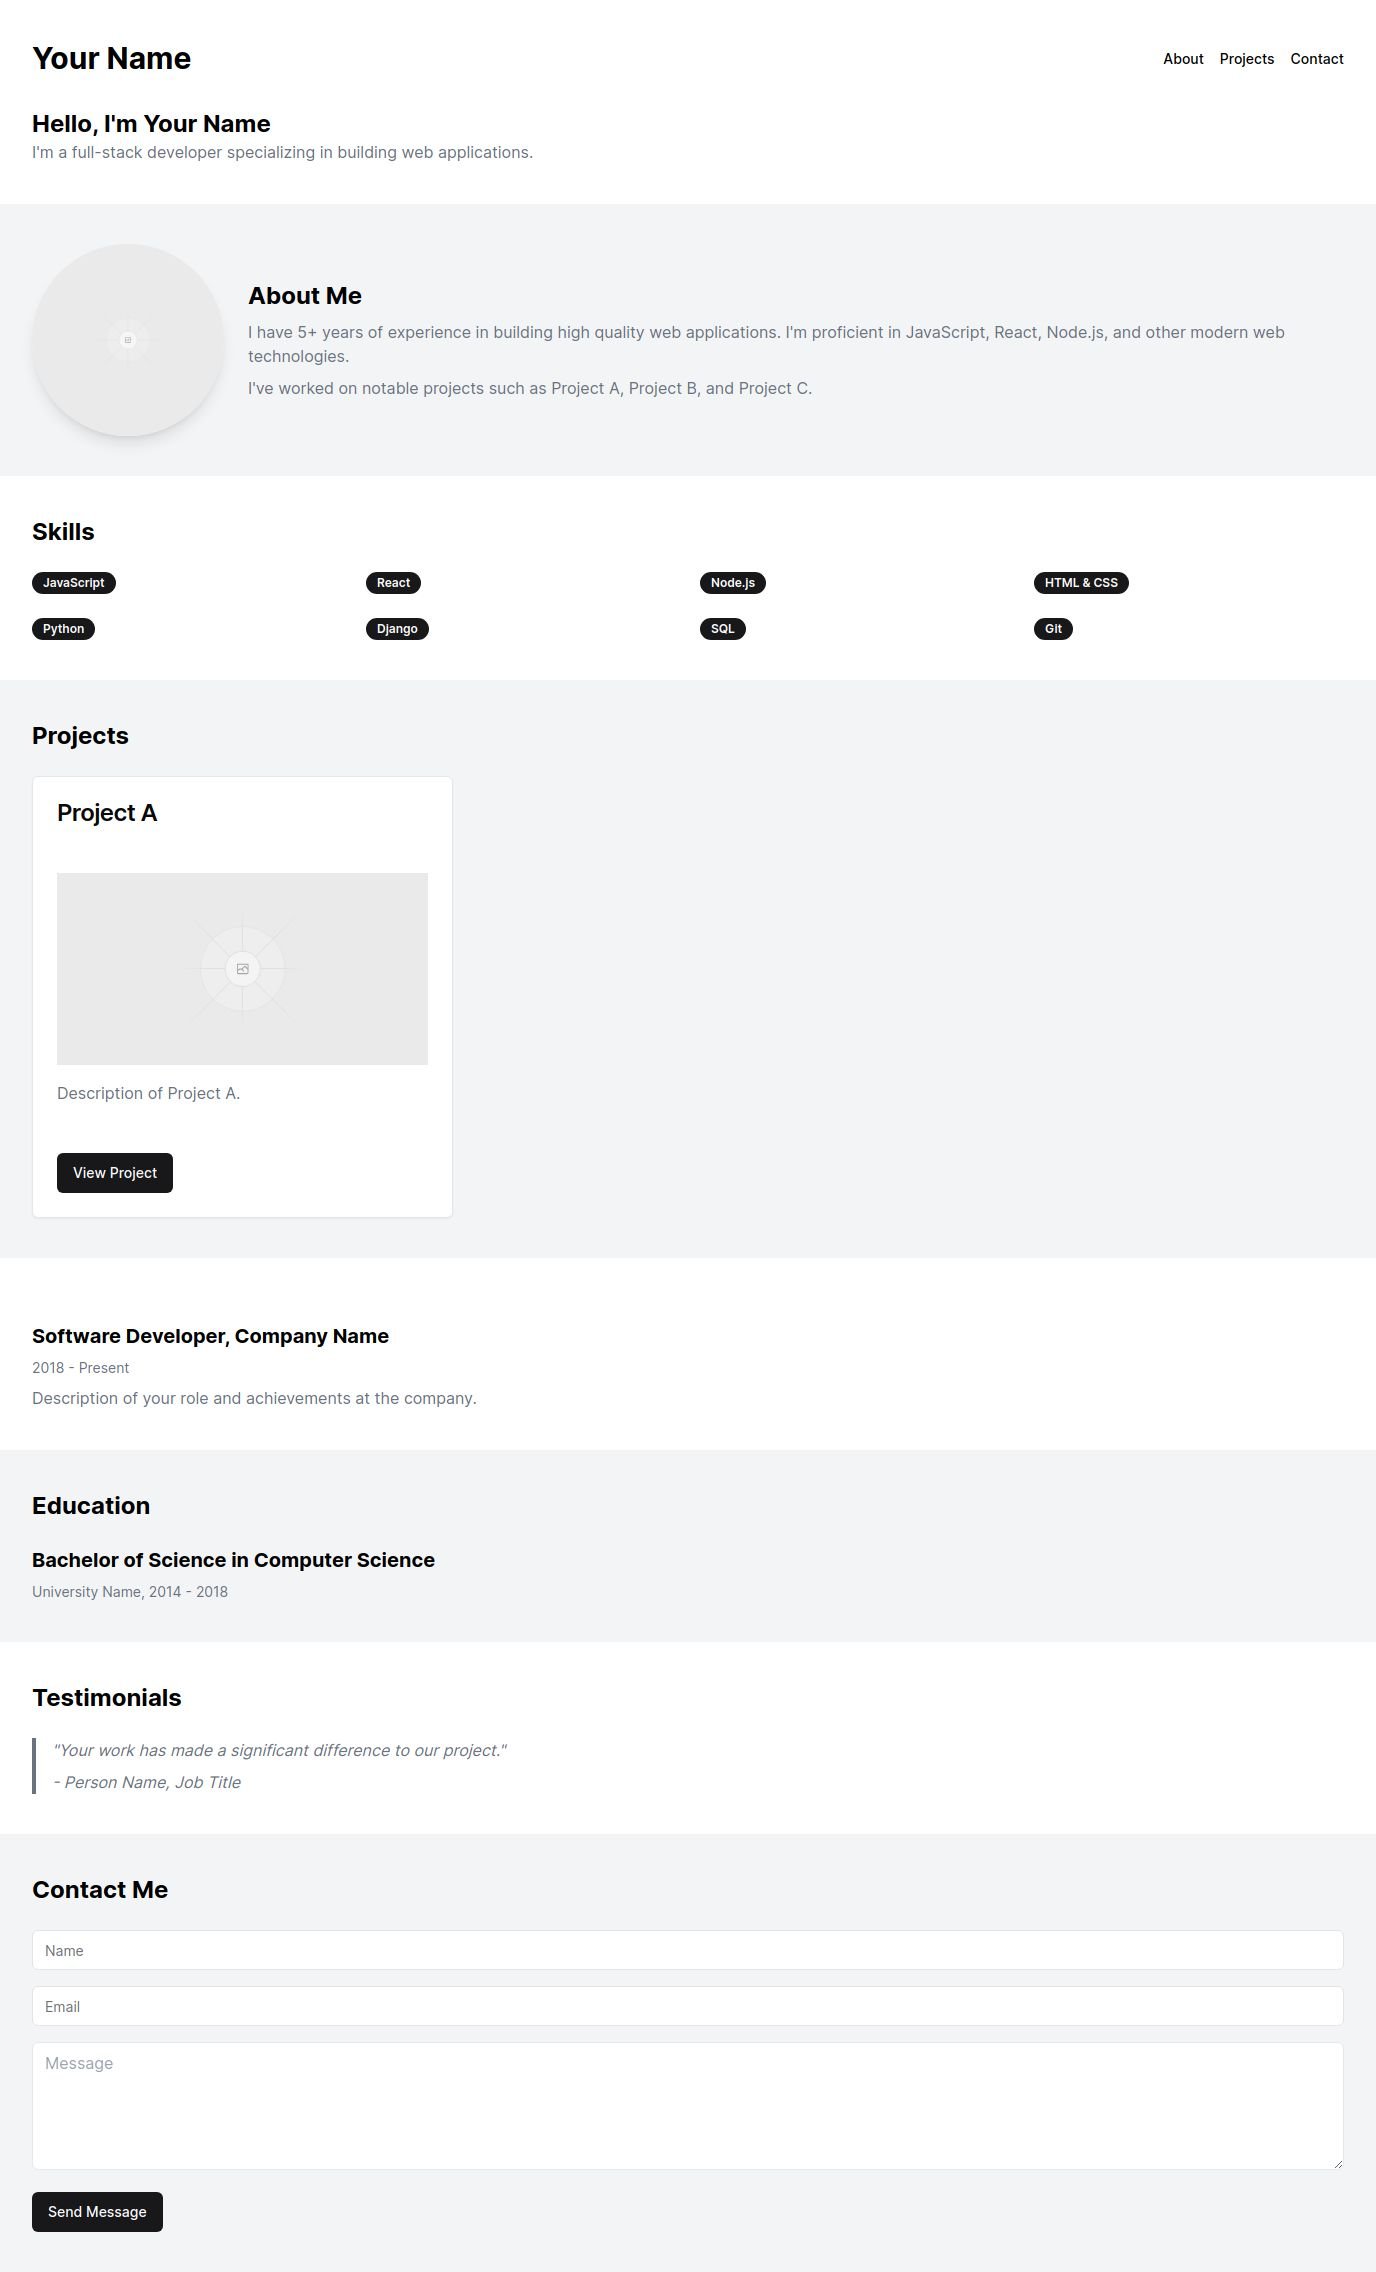 Your Name
About Projects Contact
Hello, I'm Your Name
I'm a full-stack developer specializing in building web applications.
About Me
I have 5+ years of experience in building high quality web applications. I'm proficient in JavaScript, React, Node.js, and other modern web
technologies.
I've worked on notable projects such as Project A, Project B, and Project C.
Skills
JavaScript React Node.js HTML & CSS
Python Django SQL Git
Projects
Project A
Description of Project A.
View Project
Software Developer, Company Name
2018 - Present
Description of your role and achievements at the company.
Education
Bachelor of Science in Computer Science
University Name, 2014 - 2018
Testimonials
"Your work has made a significant difference to our project."
- Person Name, Job Title
Contact Me
Name
Email
Message
Send Message